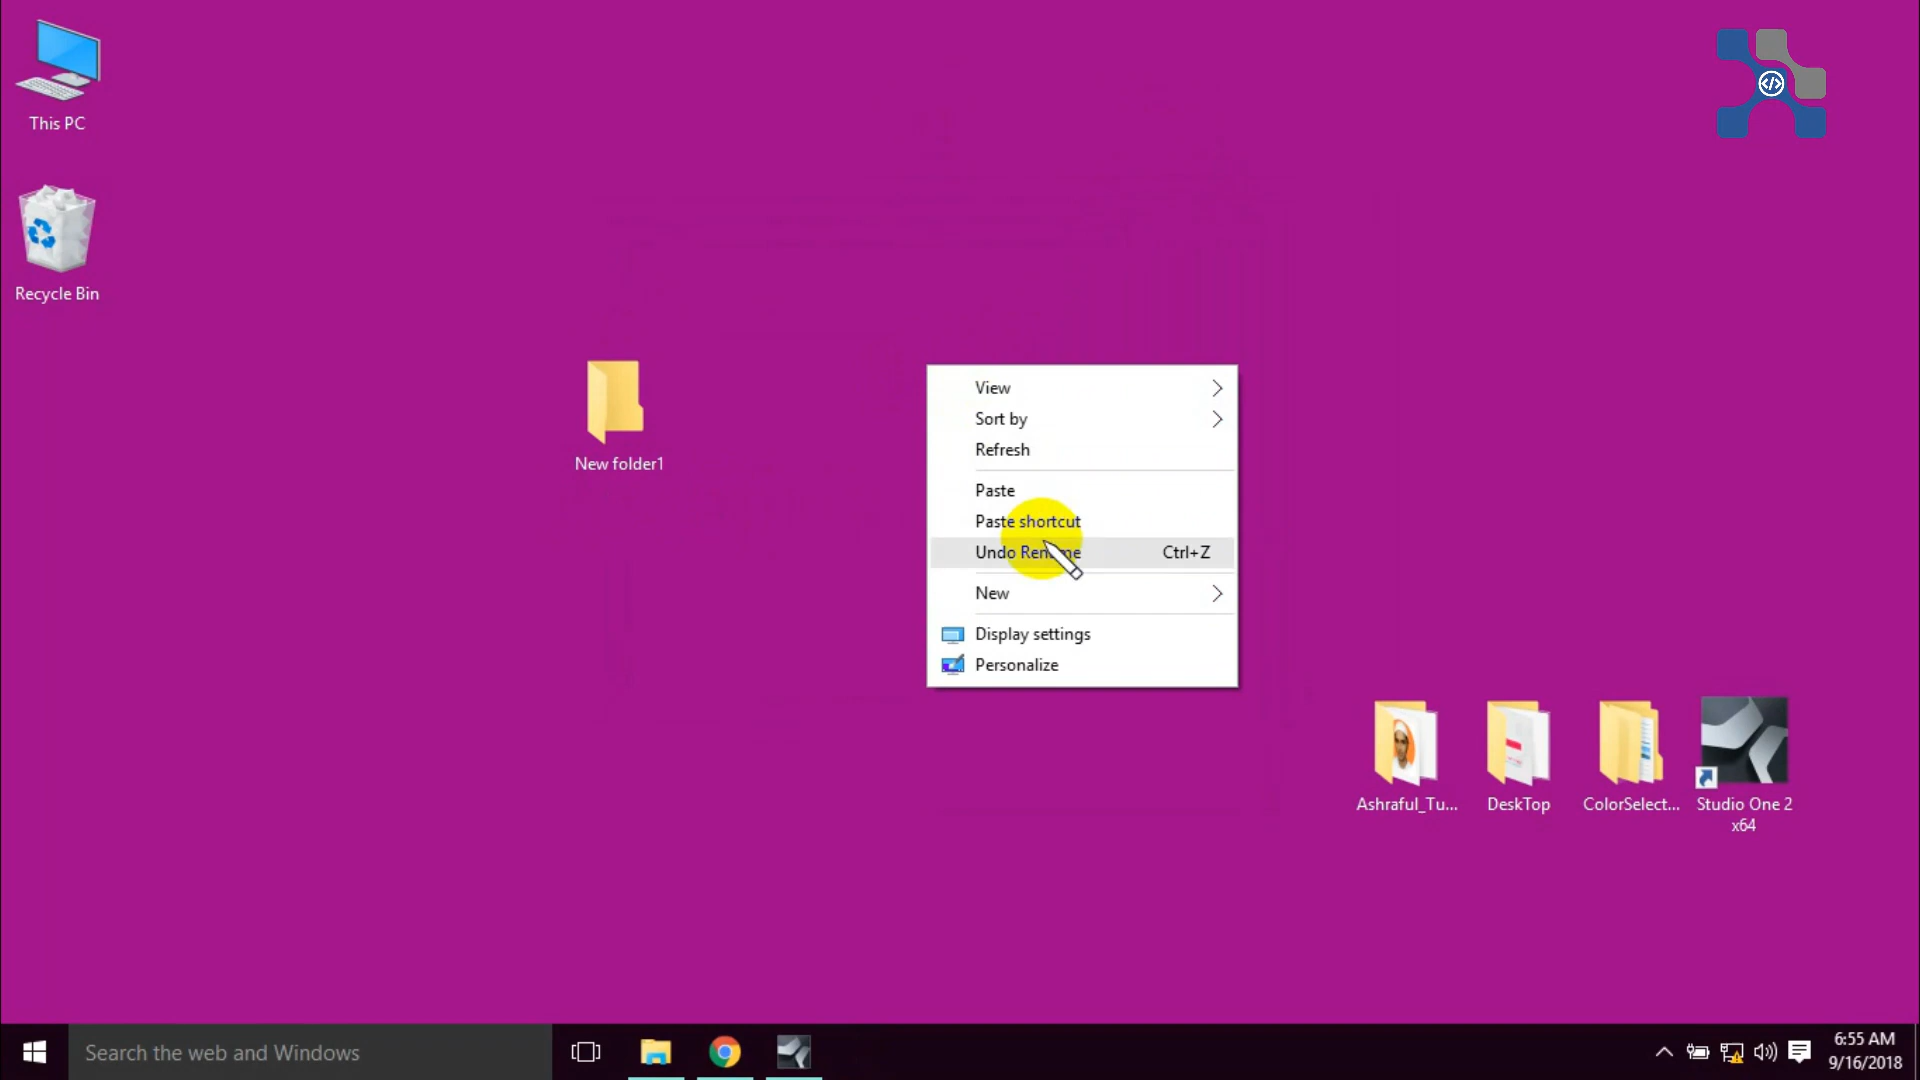 This PC
Recycle Bin
New folder1
View
Sort by
Refresh
Paste
Paste shortcut
Undo Rename Ctrl+Z
New
Display settings
Personalize
Ashraful_Tu...
DeskTop
ColorSelect...
Studio One 2
x64
Search the web and Windows
6:55 AM
9/16/2018